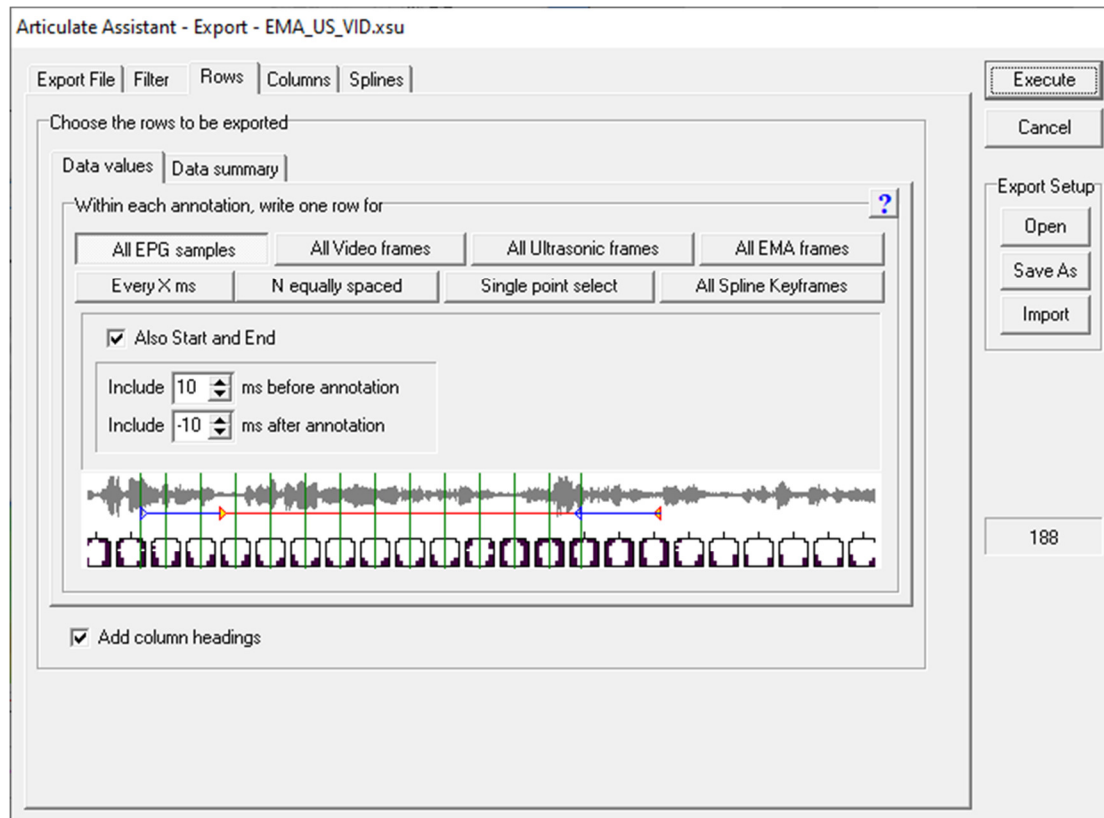 Articulate Assistant - Export - EMA_US_VID.xsu
Export File Filter Rows Columns Splines
Execute
Cancel
Choose the rows to be exported
Data values Data summary
Export Setup
Within each annotation, write one row for ?
Open
All EPG samples All Video frames All Ultrasonic frames All EMA frames
Save As
Every X ms N equally spaced Single point select All Spline Keyframes
Import
Also Start and End
Include 10 ms before annotation
Include -10 ms after annotation
188
Add column headings